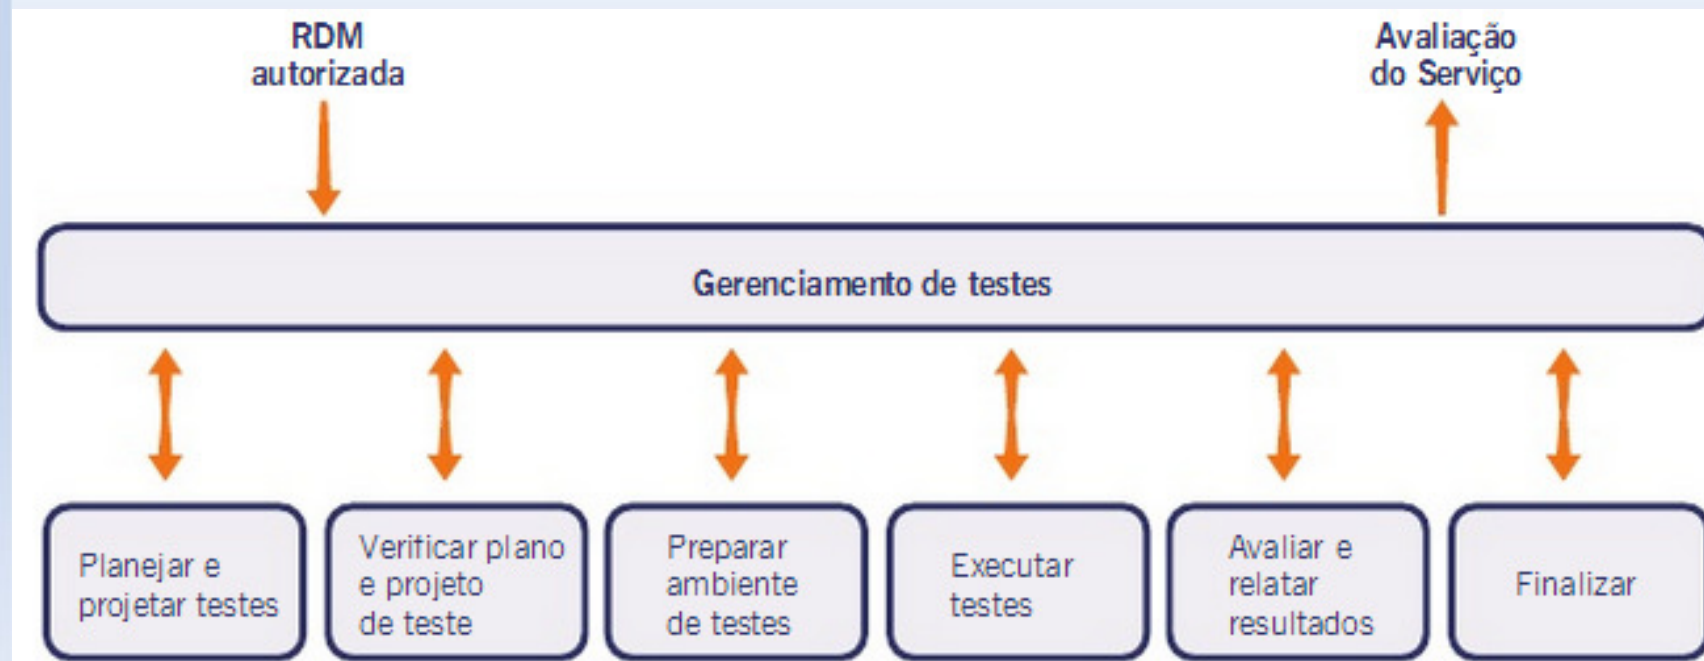 RDM
autorizada
Avaliação
do Serviço
Gerenciamento de testes
Planejar e
projetar testes
Verificar plano
e projeto
de teste
Preparar
ambiente
de testes
Executar
testes
Avaliar e
relatar
resultados
Finalizar